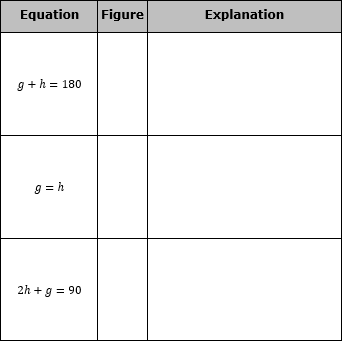 Equation Figure Explanation
g + h = 180
g = h
2h + g = 90